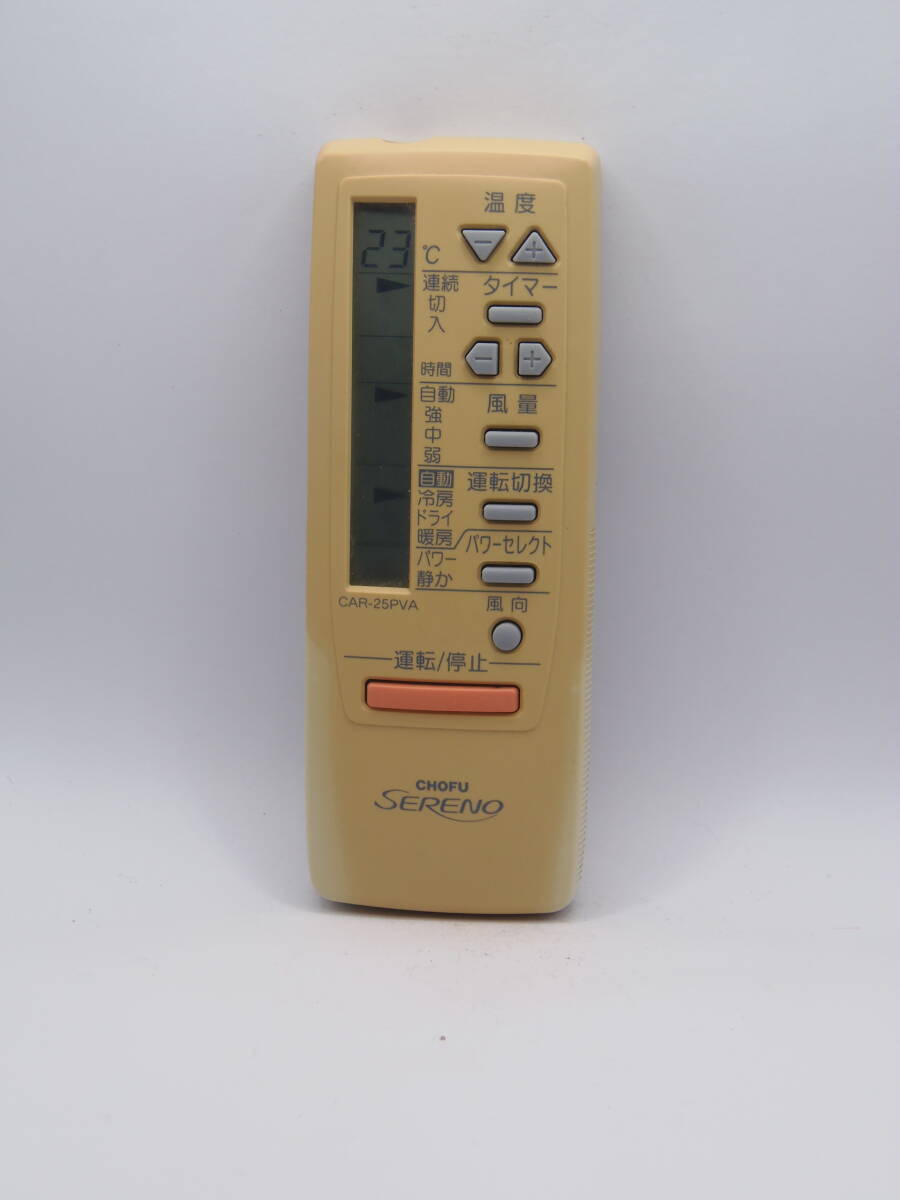 温度
23 ℃
− +
連続 タイマー
切
入
− +
時間
自動 風量
強
中
弱
自動 運転切換
冷房
ドライ
暖房/パワーセレクト
パワー
静か
CAR-25PVA 風向
運転/停止
CHOFU
SERENO